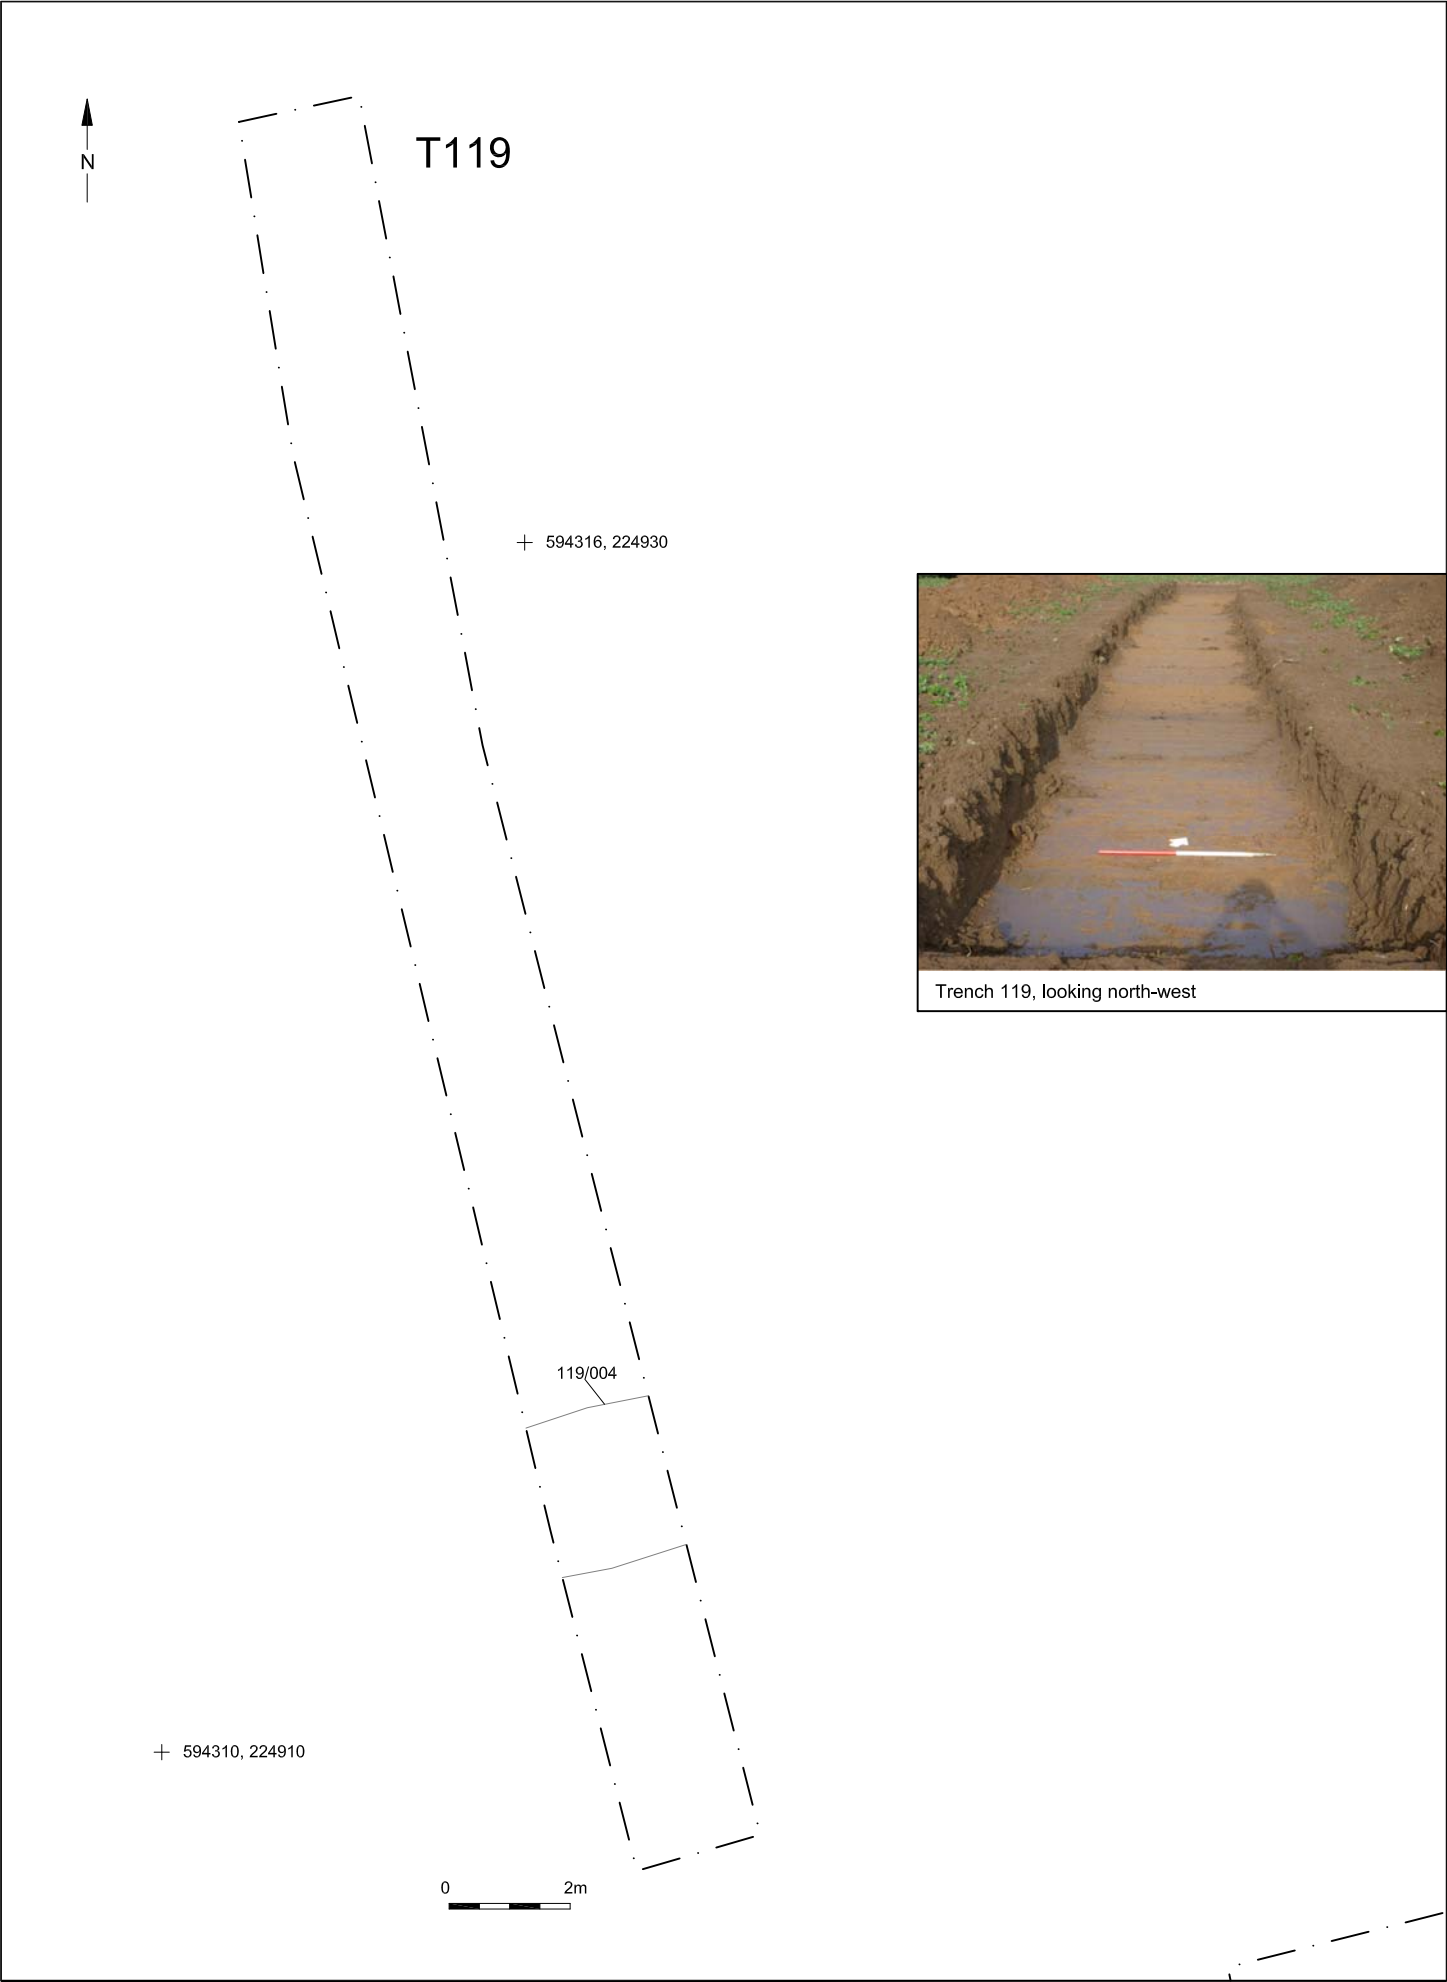 N
T119
594316, 224930
Trench 119, looking north-west
119/004
594310, 224910
0 2m